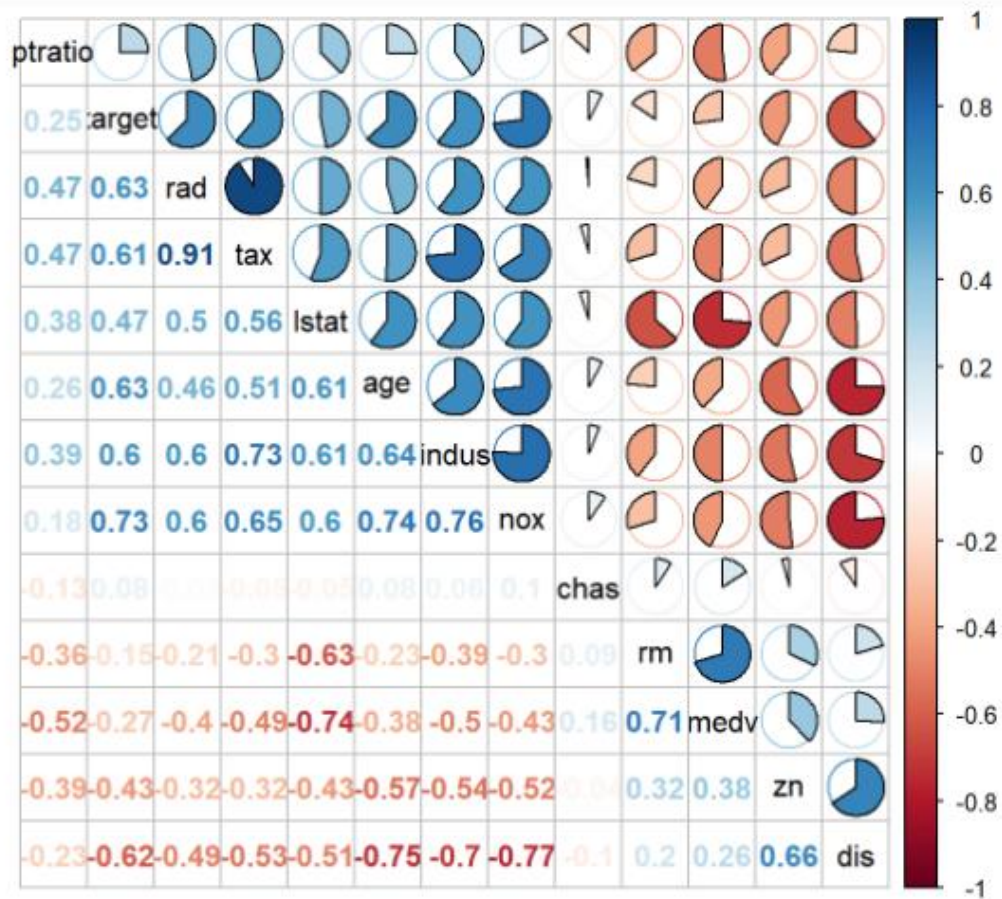 ptratio
0.25 target
0.47 0.63 rad
0.47 0.61 0.91 tax
0.38 0.47 0.5 0.56 lstat
0.26 0.63 0.46 0.51 0.61 age
0.39 0.6 0.6 0.73 0.61 0.64 indus
0.18 0.73 0.6 0.65 0.6 0.74 0.76 nox
-0.13 0.08 -0.05 -0.05 0.08 0.06 0.1 chas
-0.36 -0.15 -0.21 -0.3 -0.63 -0.23 -0.39 -0.3 0.09 rm
-0.52 -0.27 -0.4 -0.49 -0.74 -0.38 -0.5 -0.43 0.16 0.71 medv
-0.39 -0.43 -0.32 -0.32 -0.43 -0.57 -0.54 -0.52 -0.04 0.32 0.38 zn
-0.23 -0.62 -0.49 -0.53 -0.51 -0.75 -0.7 -0.77 -0.1 0.2 0.26 0.66 dis
1
0.8
0.6
0.4
0.2
0
-0.2
-0.4
-0.6
-0.8
-1